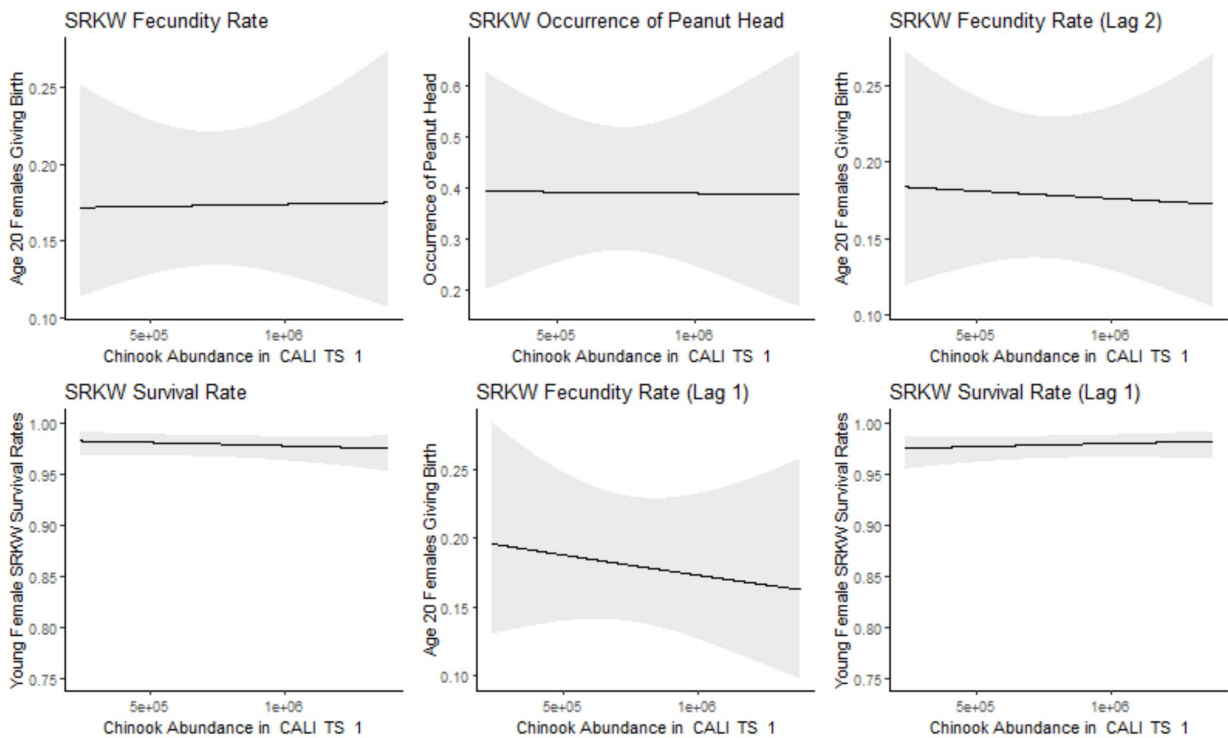 SRKW Fecundity Rate
Age 20 Females Giving Birth
0.25
0.20
0.15
0.10
5e+05 1e+06
Chinook Abundance in CALI TS 1
SRKW Occurrence of Peanut Head
Occurrence of Peanut Head
0.6
0.5
0.4
0.3
0.2
5e+05 1e+06
Chinook Abundance in CALI TS 1
SRKW Fecundity Rate (Lag 2)
Age 20 Females Giving Birth
0.25
0.20
0.15
0.10
5e+05 1e+06
Chinook Abundance in CALI TS 1
SRKW Survival Rate
Young Female SRKW Survival Rates
1.00
0.95
0.90
0.85
0.80
0.75
5e+05 1e+06
Chinook Abundance in CALI TS 1
SRKW Fecundity Rate (Lag 1)
Age 20 Females Giving Birth
0.25
0.20
0.15
0.10
5e+05 1e+06
Chinook Abundance in CALI TS 1
SRKW Survival Rate (Lag 1)
Young Female SRKW Survival Rates
1.00
0.95
0.90
0.85
0.80
0.75
5e+05 1e+06
Chinook Abundance in CALI TS 1